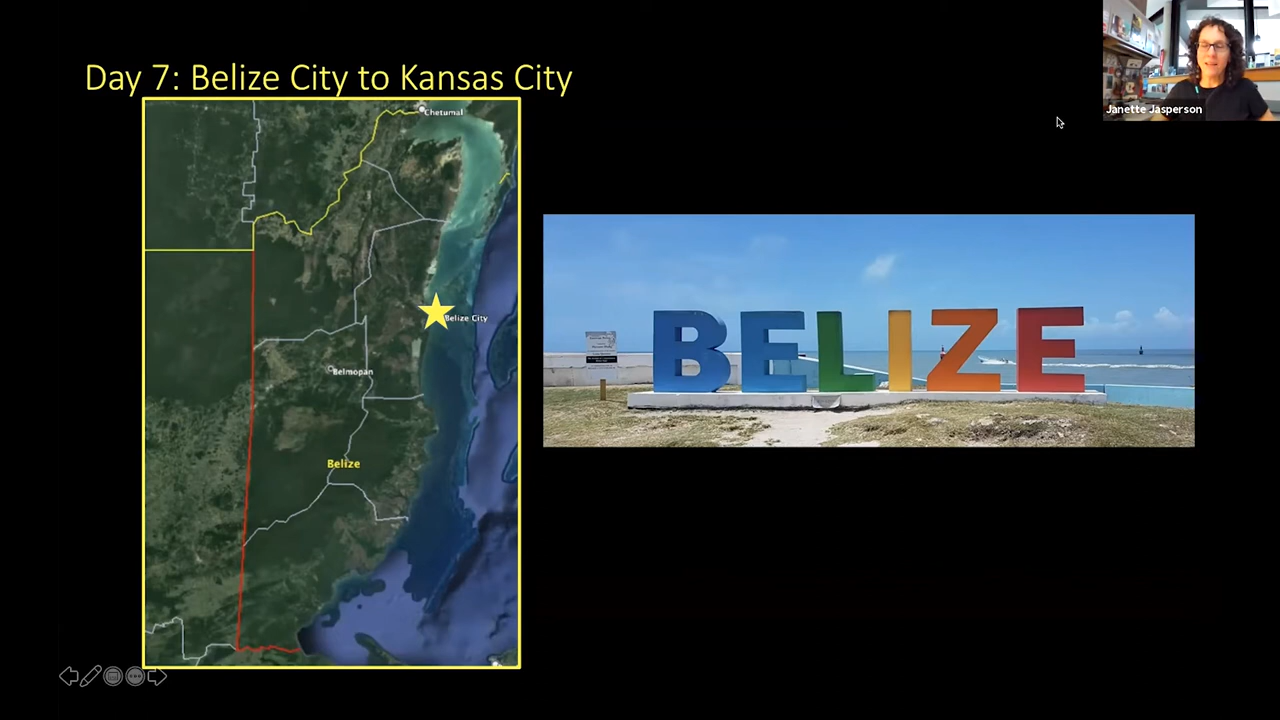 Day 7: Belize City to Kansas City
Janette Jasperson
Chetumal
Belize City
Belmopan
Belize
BELIZE